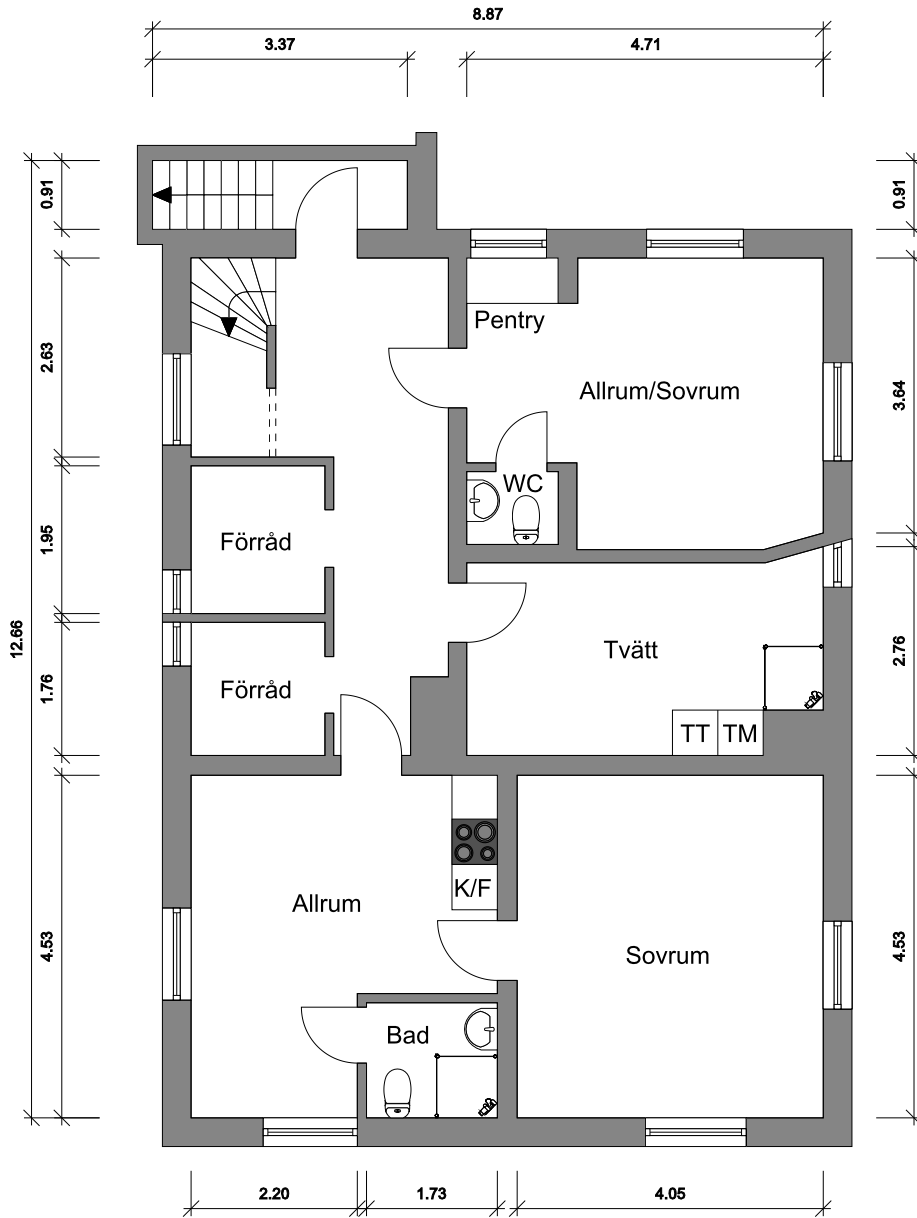 8.87
3.37
4.71
0.91
0.91
Pentry
2.63
Allrum/Sovrum
3.64
WC
Förråd
1.95
12.66
Tvätt
2.76
Förråd
1.76
TT
TM
K/F
Allrum
4.53
Sovrum
4.53
Bad
2.20
1.73
4.05